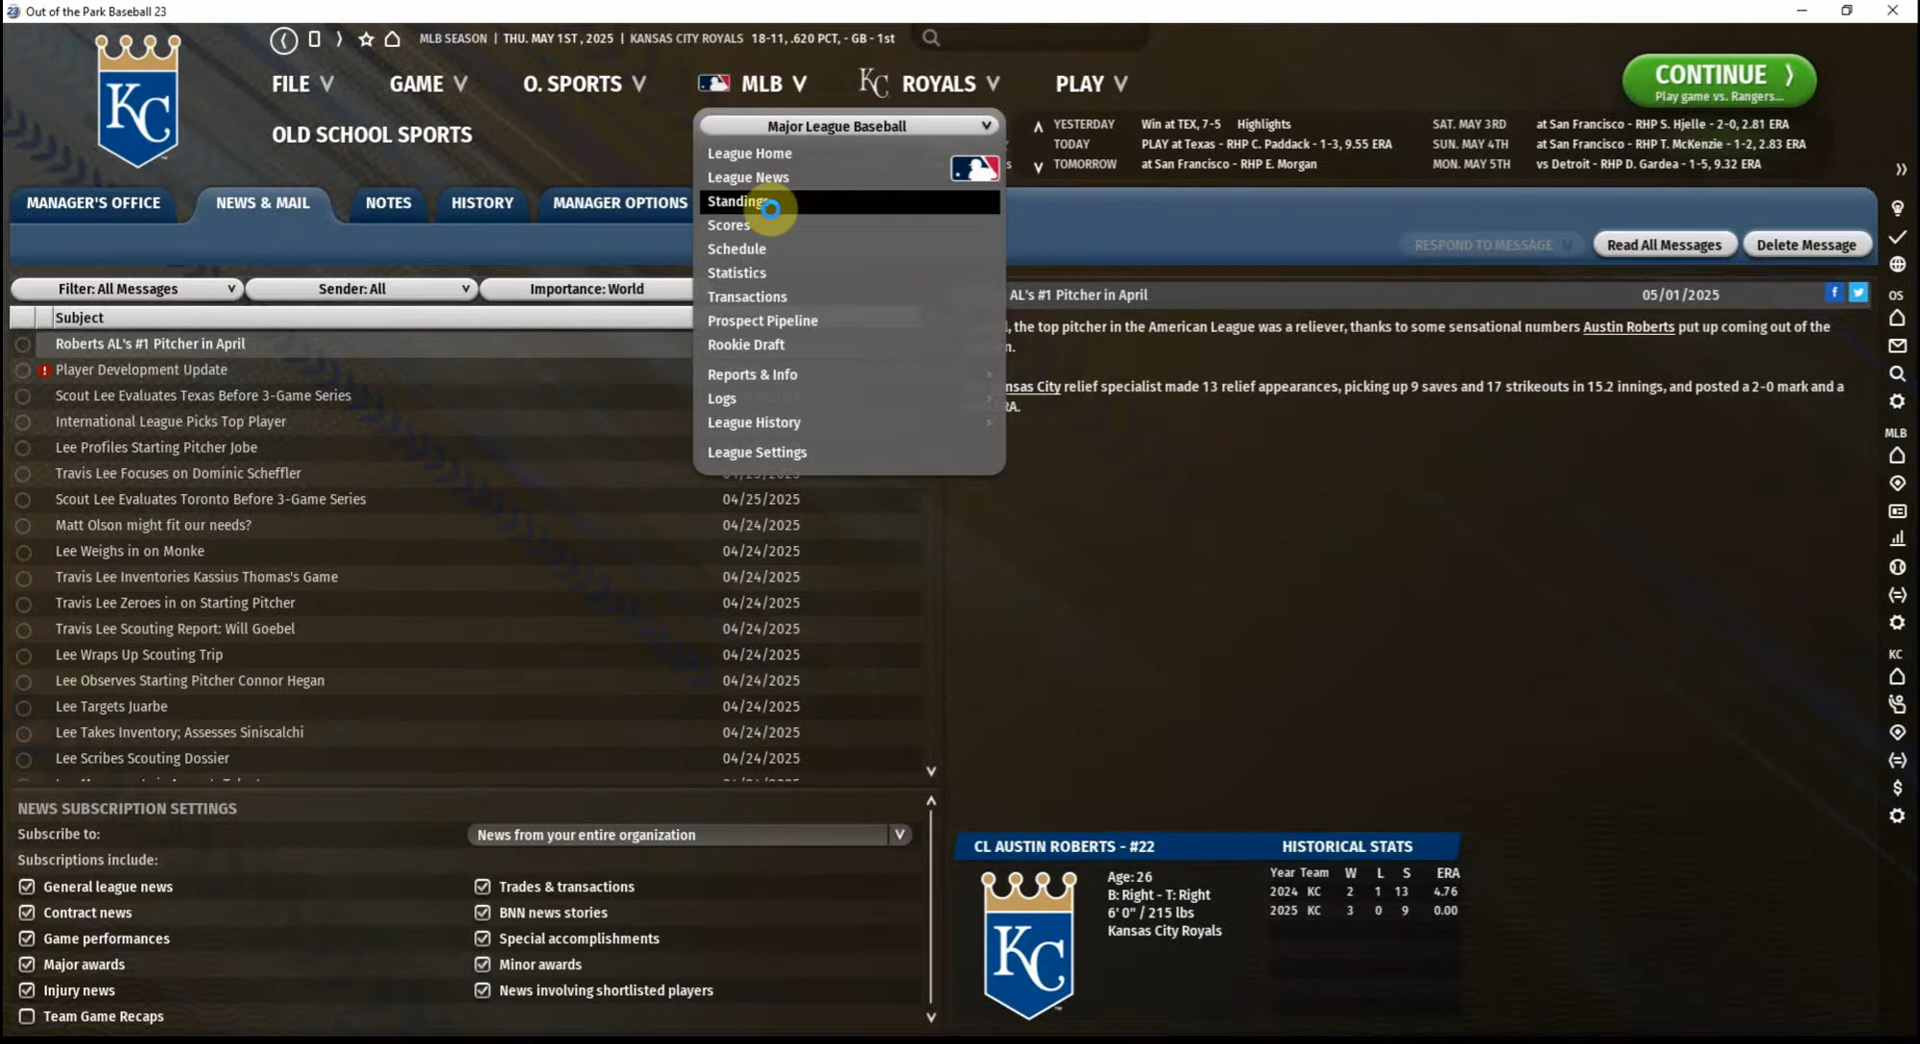 23 Out of the Park Baseball 23
MLB SEASON | THU. MAY 1ST, 2025 | KANSAS CITY ROYALS 18-11, .620 PCT, - GB - 1st
KC
FILE
GAME
O. SPORTS
MLB
KC ROYALS
PLAY
CONTINUE
Play game vs. Rangers...
OLD SCHOOL SPORTS
Major League Baseball
League Home
League News
Standings
Scores
Schedule
Statistics
Transactions
Prospect Pipeline
Rookie Draft
Reports & Info
Logs
League History
League Settings
YESTERDAY Win at TEX, 7-5 Highlights
TODAY PLAY at Texas - RHP C. Paddack - 1-3, 9.55 ERA
TOMORROW at San Francisco - RHP E. Morgan
SAT. MAY 3RD at San Francisco - RHP S. Hjelle - 2-0, 2.81 ERA
SUN. MAY 4TH at San Francisco - RHP T. McKenzie - 1-2, 2.83 ERA
MON. MAY 5TH vs Detroit - RHP D. Gardea - 1-5, 9.32 ERA
MANAGER'S OFFICE
NEWS & MAIL
NOTES
HISTORY
MANAGER OPTIONS
RESPOND TO MESSAGE
Read All Messages
Delete Message
Filter: All Messages
Sender: All
Importance: World
Subject
Roberts AL's #1 Pitcher in April
Player Development Update
Scout Lee Evaluates Texas Before 3-Game Series
International League Picks Top Player
Lee Profiles Starting Pitcher Jobe
Travis Lee Focuses on Dominic Scheffler
Scout Lee Evaluates Toronto Before 3-Game Series 04/25/2025
Matt Olson might fit our needs? 04/24/2025
Lee Weighs in on Monke 04/24/2025
Travis Lee Inventories Kassius Thomas's Game 04/24/2025
Travis Lee Zeroes in on Starting Pitcher 04/24/2025
Travis Lee Scouting Report: Will Goebel 04/24/2025
Lee Wraps Up Scouting Trip 04/24/2025
Lee Observes Starting Pitcher Connor Hegan 04/24/2025
Lee Targets Juarbe 04/24/2025
Lee Takes Inventory; Assesses Siniscalchi 04/24/2025
Lee Scribes Scouting Dossier 04/24/2025
AL's #1 Pitcher in April 05/01/2025
, the top pitcher in the American League was a reliever, thanks to some sensational numbers Austin Roberts put up coming out of the
n.
nsas City relief specialist made 13 relief appearances, picking up 9 saves and 17 strikeouts in 15.2 innings, and posted a 2-0 mark and a
RA.
NEWS SUBSCRIPTION SETTINGS
Subscribe to: News from your entire organization
Subscriptions include:
General league news
Trades & transactions
Contract news
BNN news stories
Game performances
Special accomplishments
Major awards
Minor awards
Injury news
News involving shortlisted players
Team Game Recaps
CL AUSTIN ROBERTS - #22
KC
Age: 26
B: Right - T: Right
6' 0" / 215 lbs
Kansas City Royals
HISTORICAL STATS
Year Team W L S ERA
2024 KC 2 1 13 4.76
2025 KC 3 0 9 0.00
OS
MLB
KC
$